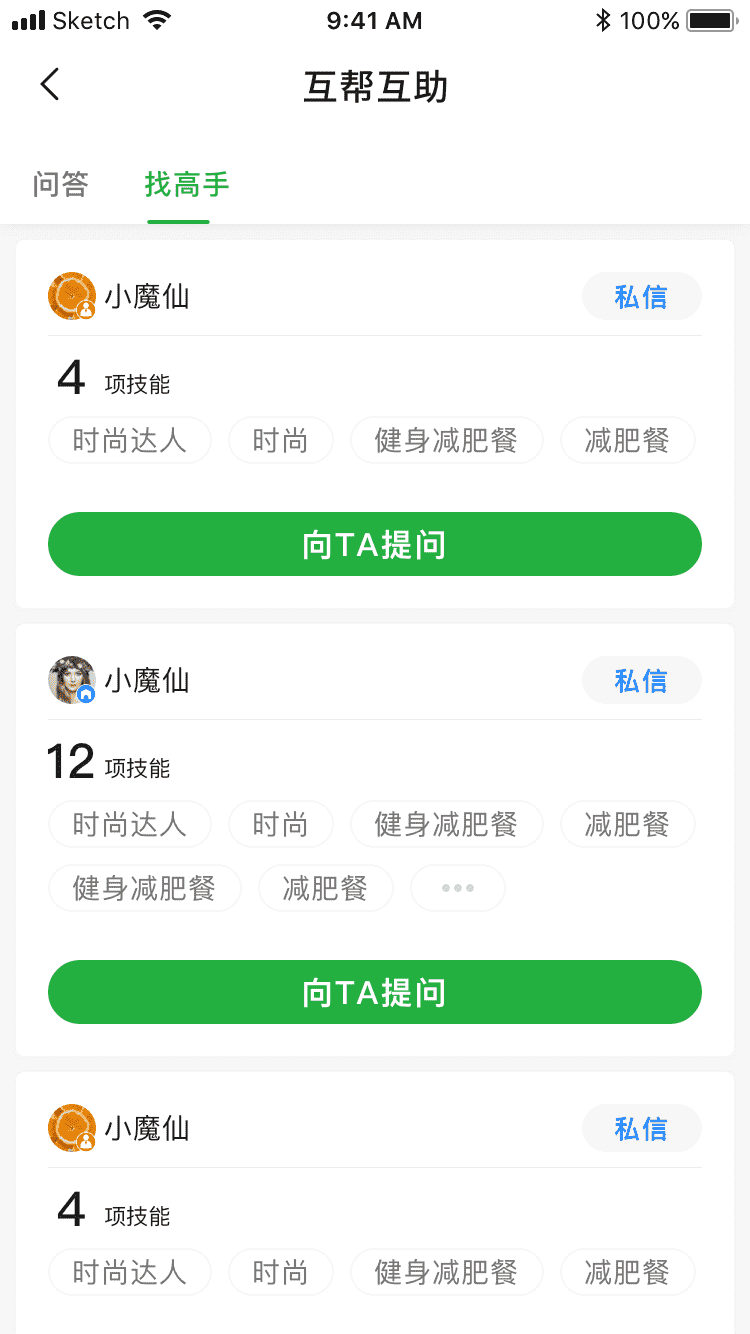 Sketch 9:41 AM 100%
互帮互助
问答 找高手
小魔仙 私信
4 项技能
时尚达人 时尚 健身减肥餐 减肥餐
向TA提问
小魔仙 私信
12 项技能
时尚达人 时尚 健身减肥餐 减肥餐
健身减肥餐 减肥餐 •••
向TA提问
小魔仙 私信
4 项技能
时尚达人 时尚 健身减肥餐 减肥餐